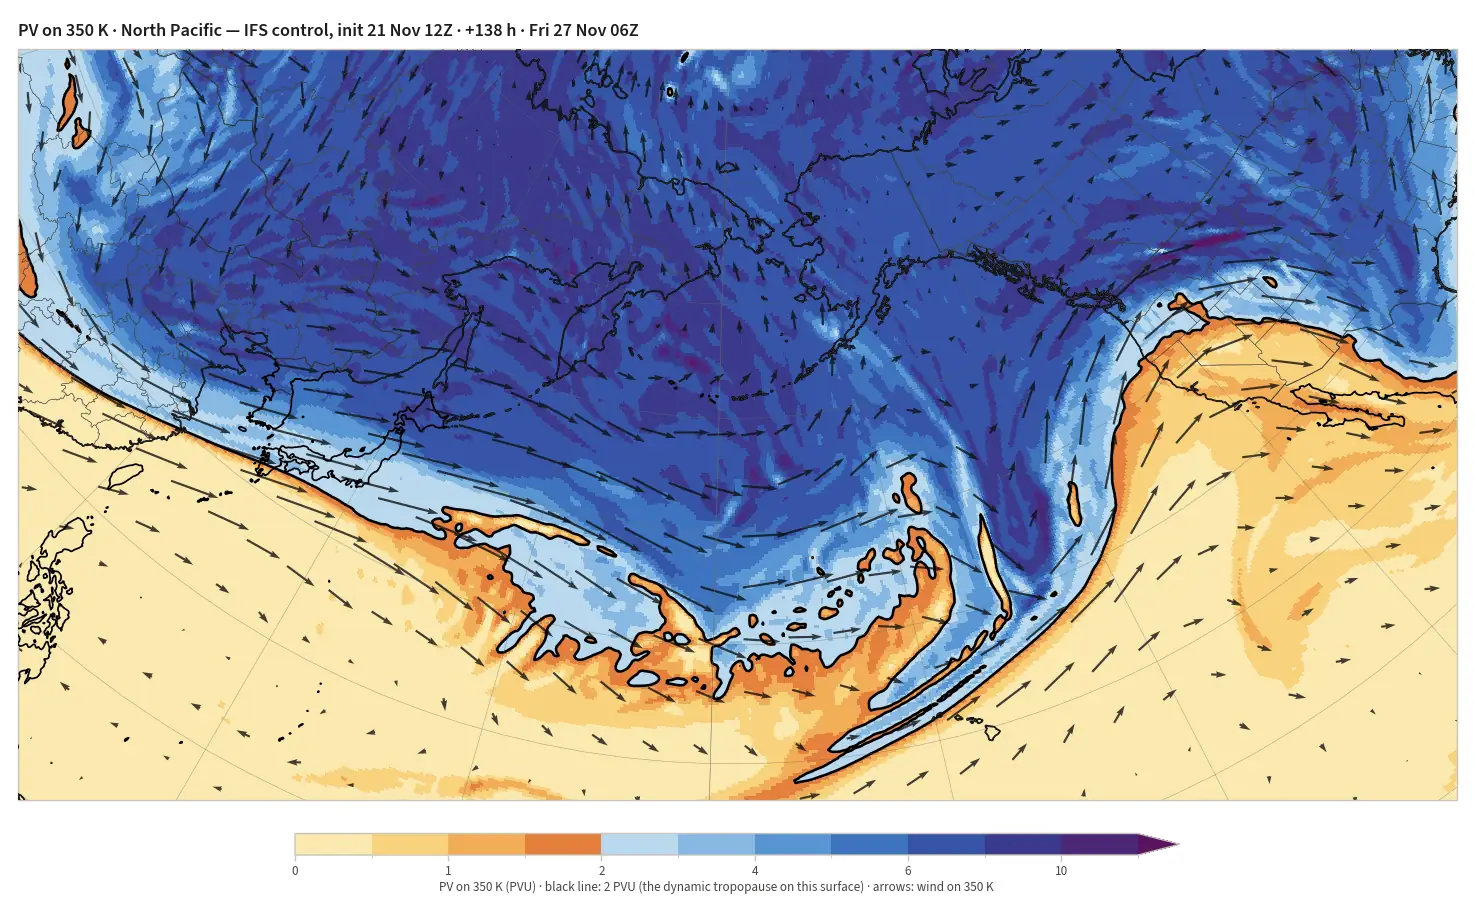 PV on 350 K · North Pacific — IFS control, init 21 Nov 12Z · +138 h · Fri 27 Nov 06Z
0 1 2 4 6 10
PV on 350 K (PVU) · black line: 2 PVU (the dynamic tropopause on this surface) · arrows: wind on 350 K